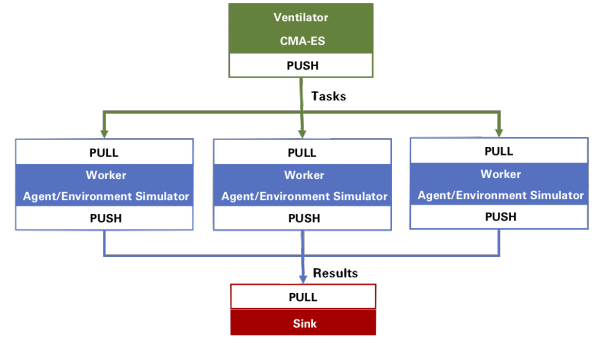 Ventilator
CMA-ES
PUSH
Tasks
PULL
Worker
Agent/Environment Simulator
PUSH
PULL
Worker
Agent/Environment Simulator
PUSH
PULL
Worker
Agent/Environment Simulator
PUSH
Results
PULL
Sink